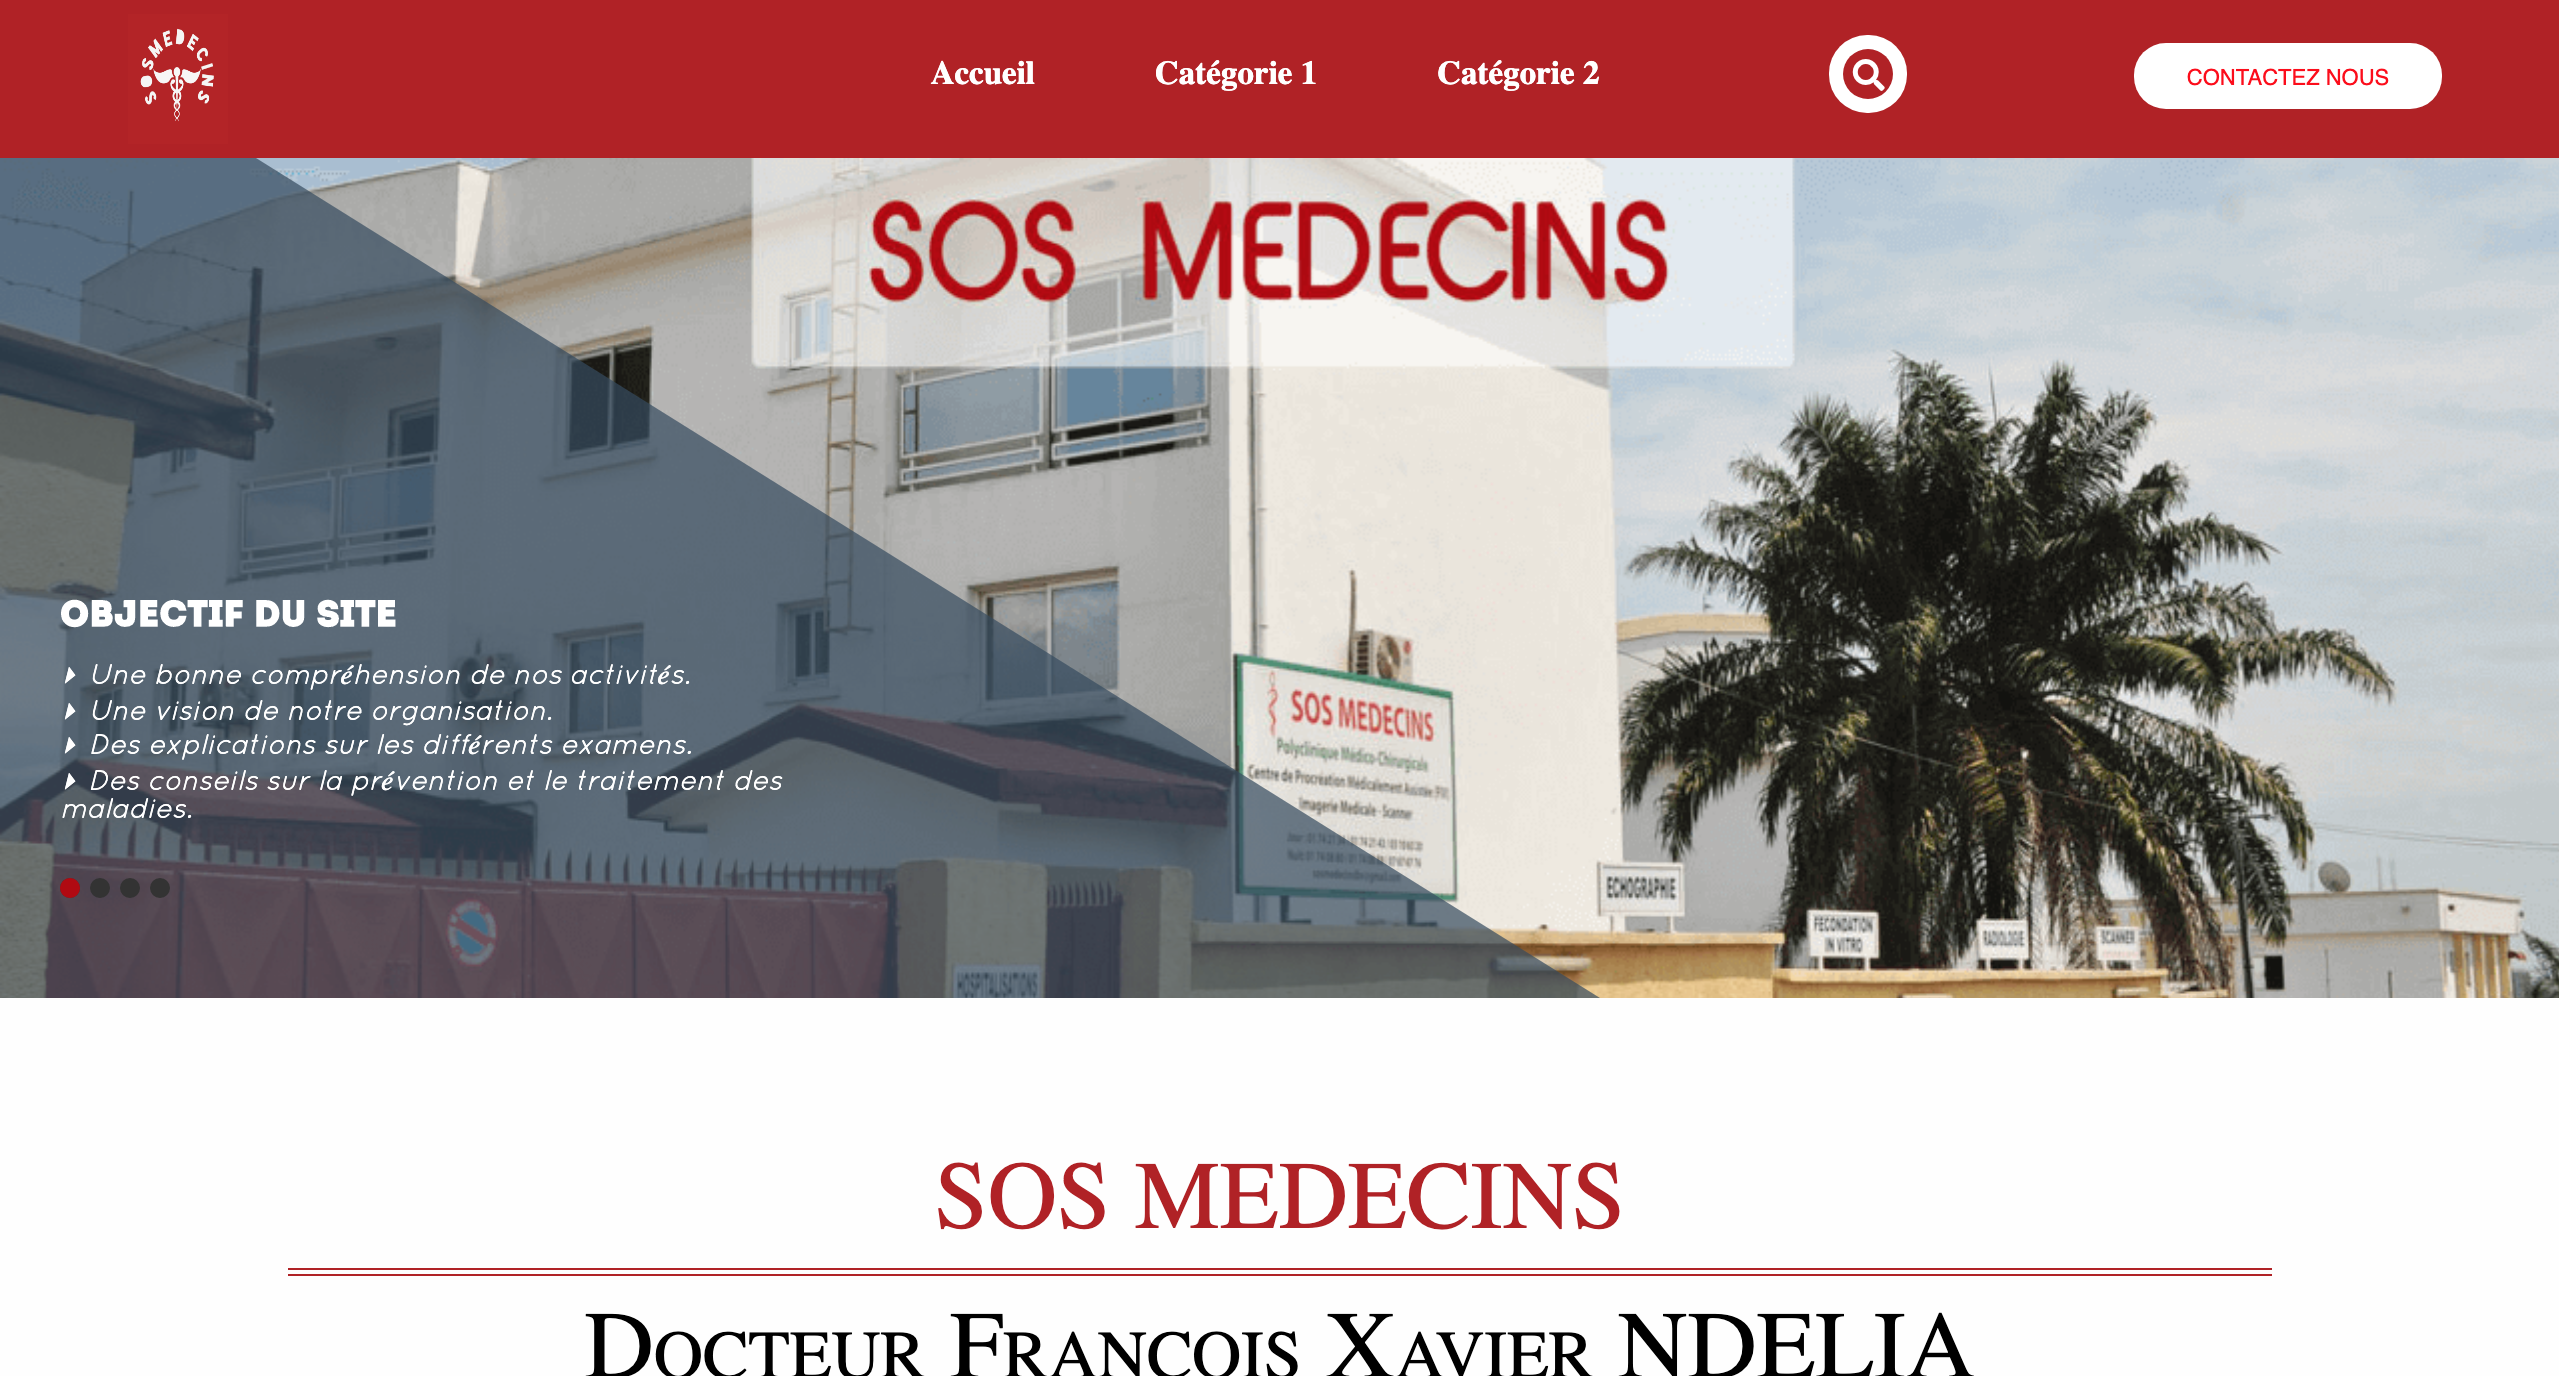 SOS MEDECINS
Accueil
Catégorie 1
Catégorie 2
CONTACTEZ NOUS
SOS MEDECINS
OBJECTIF DU SITE
Une bonne compréhension de nos activités.
Une vision de notre organisation.
Des explications sur les différents examens.
Des conseils sur la prévention et le traitement des
maladies.
SOS MEDECINS
Polyclinique Médico-Chirurgicale
Centre de Procréation Médicalement Assistée (FIV)
Imagerie Medicale - Scanner
ECHOGRAPHIE
FECONDATION
IN VITRO
RADIOLOGIE
SCANNER
HOSPITALISATIONS
SOS MEDECINS
Docteur Francois Xavier NDELIA